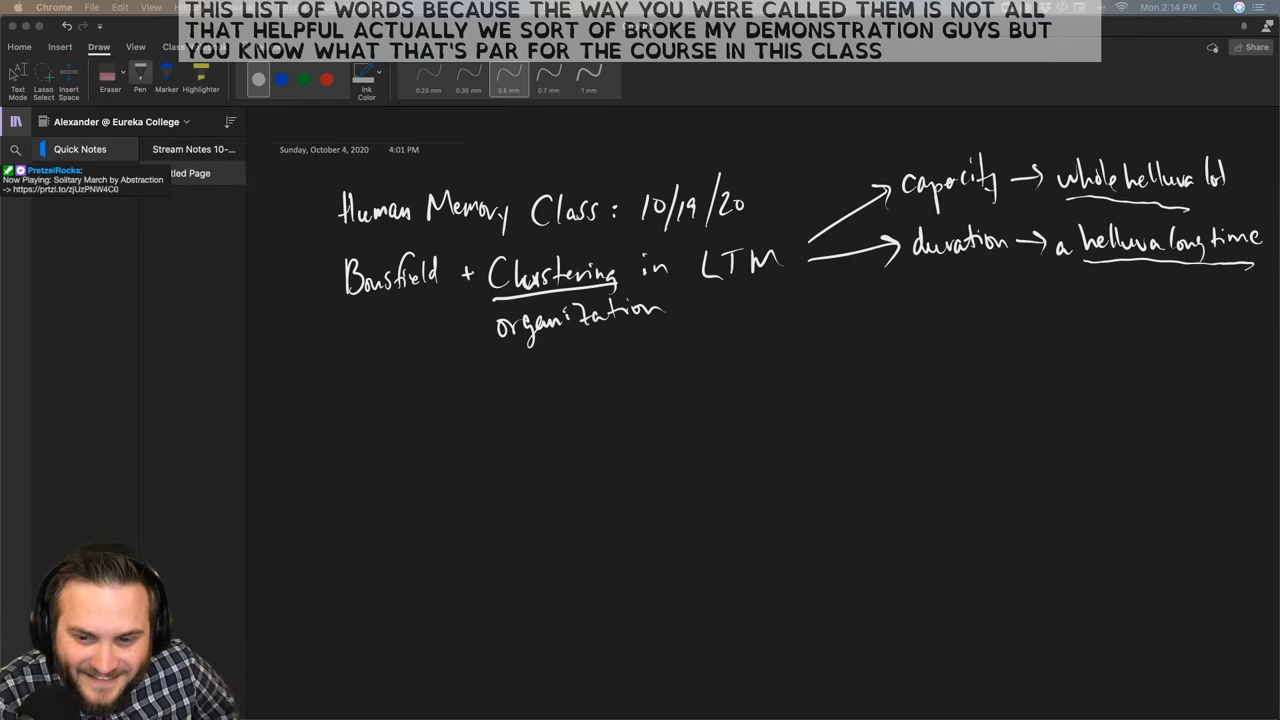 THIS LIST OF WORDS BECAUSE THE WAY YOU WERE CALLED THEM IS NOT ALL
THAT HELPFUL ACTUALLY WE SORT OF BROKE MY DEMONSTRATION GUYS BUT
YOU KNOW WHAT THAT'S PAR FOR THE COURSE IN THIS CLASS
Chrome File Edit View Mon 2:14 PM
Home Insert Draw View Class Share
Text Mode Lasso Select Insert Space Eraser Pen Marker Highlighter Ink Color 0.25 mm 0.35 mm 0.5 mm 0.7 mm 1 mm
Alexander @ Eureka College
Quick Notes Stream Notes 10-...
PretzelRocks:
Now Playing: Solitary March by Abstraction
-> https://prtzl.to/zjUzPNW4C0
tled Page
Sunday, October 4, 2020 4:01 PM
Human Memory Class: 10/19/20
capacity → whole helluva lot
duration → a helluva long time
Bousfield + Clustering in LTM
organization